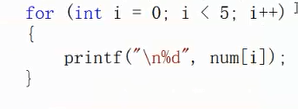 for (int i = 0; i < 5; i++)
{
    printf("\n%d", num[i]);
}